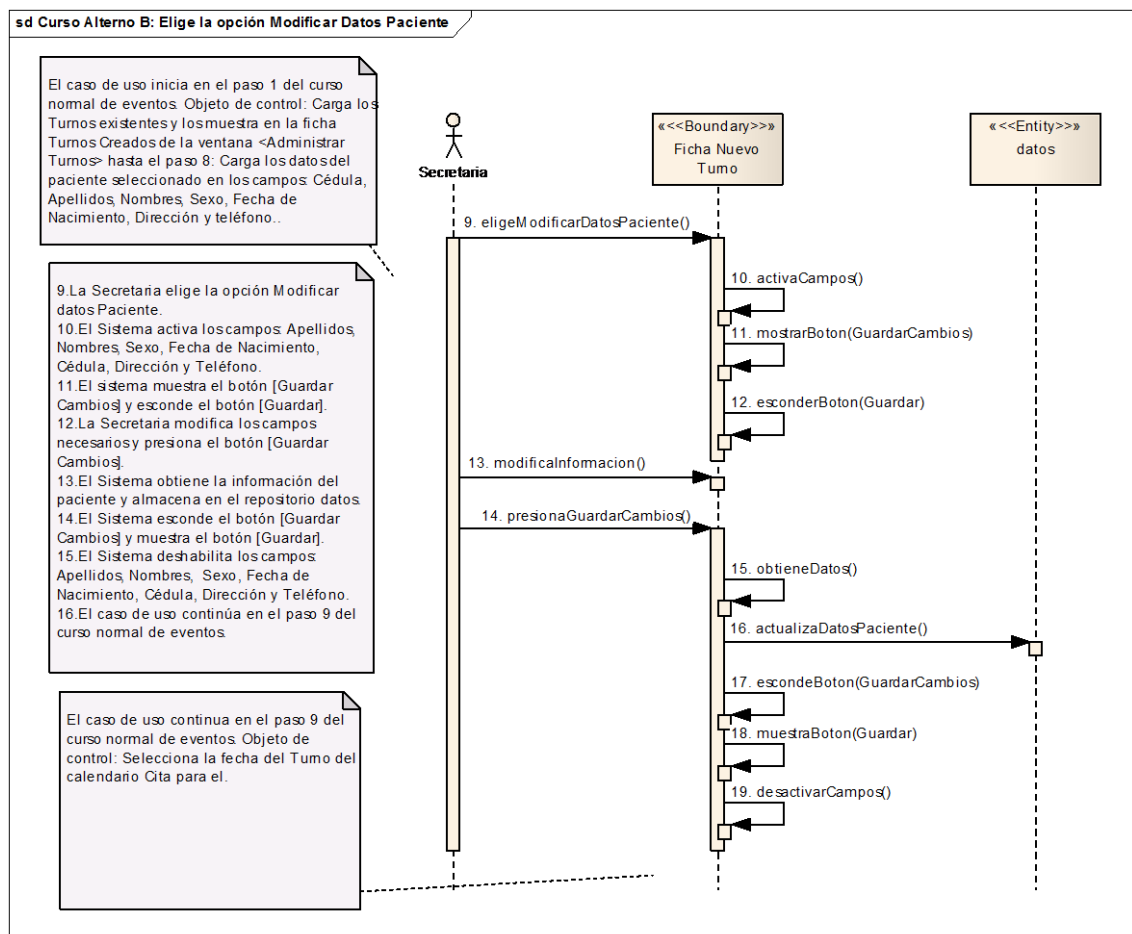 sd Curso Alterno B: Elige la opción Modificar Datos Paciente
El caso de uso inicia en el paso 1 del curso
normal de eventos. Objeto de control: Carga los
Turnos existentes y los muestra en la ficha
Turnos Creados de la ventana <Administrar
Turnos> hasta el paso 8: Carga los datos del
paciente seleccionado en los campos: Cédula,
Apellidos, Nombres, Sexo, Fecha de
Nacimiento, Dirección y teléfono..
9.La Secretaria elige la opción Modificar
datos Paciente.
10.El Sistema activa los campos: Apellidos,
Nombres, Sexo, Fecha de Nacimiento,
Cédula, Dirección y Teléfono.
11.El sistema muestra el botón [Guardar
Cambios] y esconde el botón [Guardar].
12.La Secretaria modifica los campos
necesarios y presiona el botón [Guardar
Cambios].
13.El Sistema obtiene la información del
paciente y almacena en el repositorio datos.
14.El Sistema esconde el botón [Guardar
Cambios] y muestra el botón [Guardar].
15.El Sistema deshabilita los campos:
Apellidos, Nombres, Sexo, Fecha de
Nacimiento, Cédula, Dirección y Teléfono.
16.El caso de uso continúa en el paso 9 del
curso normal de eventos.
El caso de uso continua en el paso 9 del
curso normal de eventos. Objeto de
control: Selecciona la fecha del Turno del
calendario Cita para el.
Secretaria
«<<Boundary>>»
Ficha Nuevo
Turno
«<<Entity>>»
datos
9. eligeModificarDatosPaciente()
10. activaCampos()
11. mostrarBoton(GuardarCambios)
12. esconderBoton(Guardar)
13. modificaInformacion()
14. presionaGuardarCambios()
15. obtieneDatos()
16. actualizaDatosPaciente()
17. escondeBoton(GuardarCambios)
18. muestraBoton(Guardar)
19. desactivarCampos()